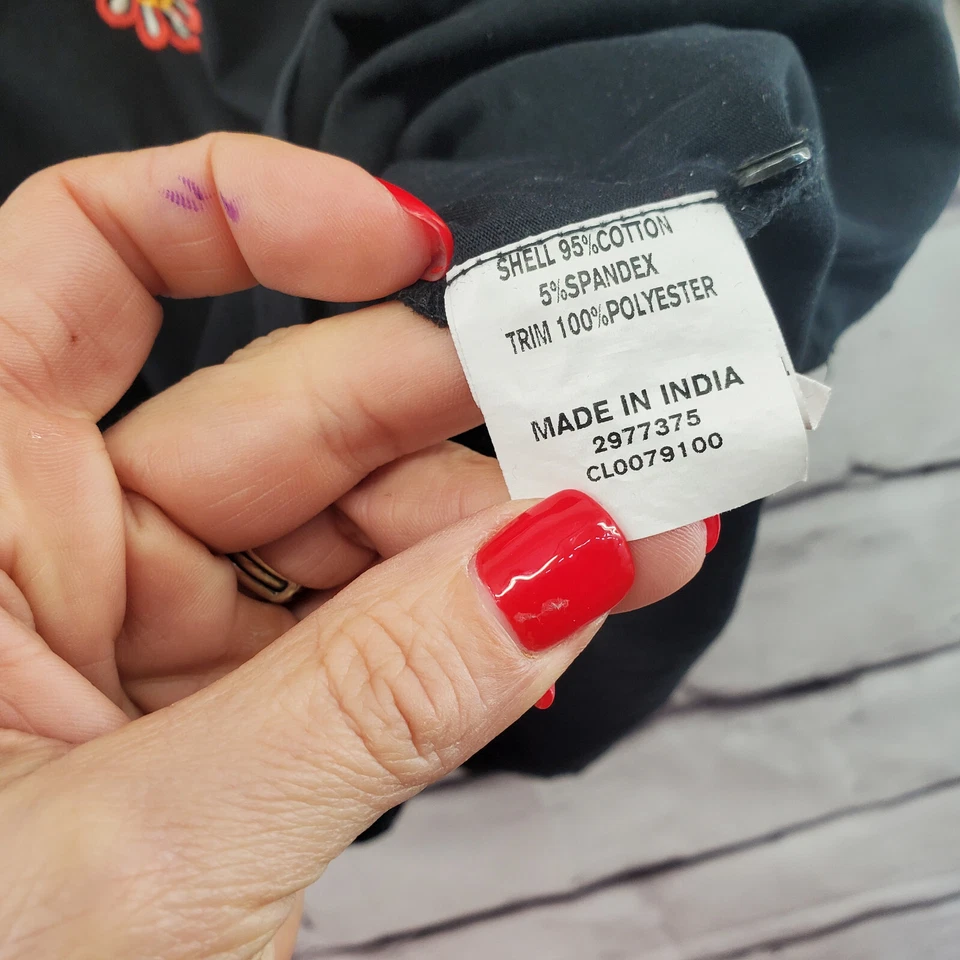 SHELL 95%COTTON
5%SPANDEX
TRIM 100%POLYESTER
MADE IN INDIA
2977375
CL0079100